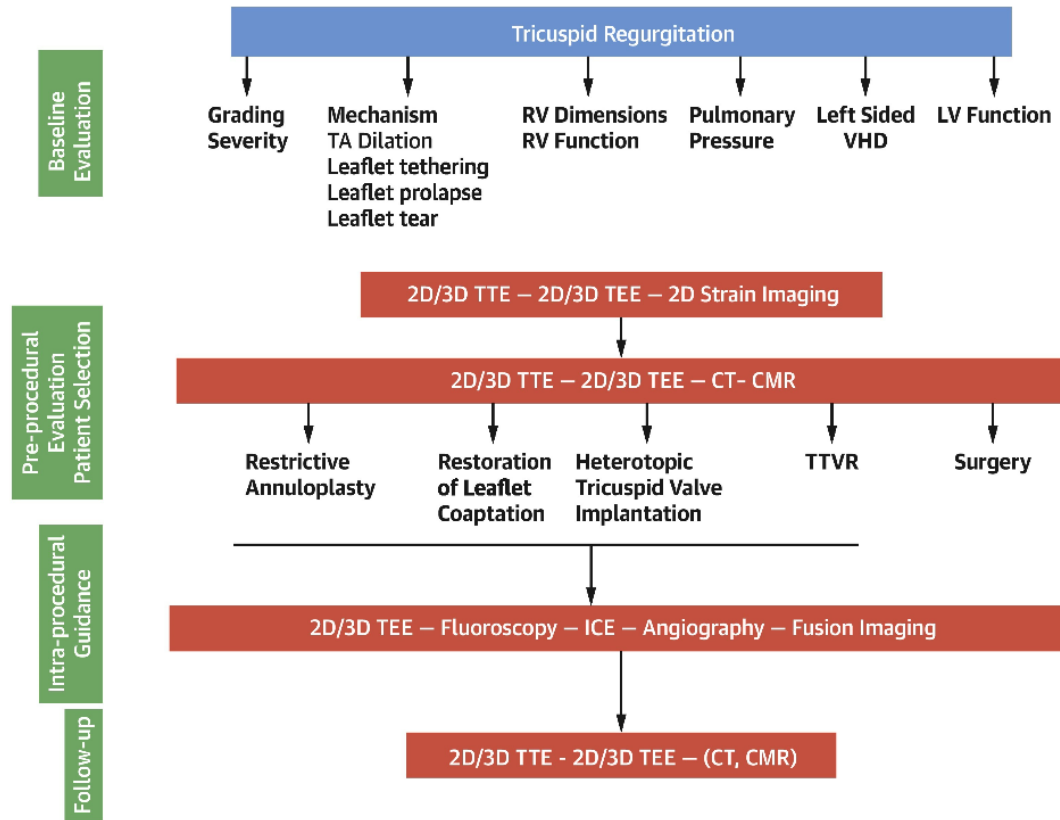 Tricuspid Regurgitation
Baseline
Evaluation
Grading
Severity
Mechanism
TA Dilation
Leaflet tethering
Leaflet prolapse
Leaflet tear
RV Dimensions
RV Function
Pulmonary
Pressure
Left Sided
VHD
LV Function
Pre-procedural
Evaluation
Patient Selection
2D/3D TTE — 2D/3D TEE — 2D Strain Imaging
2D/3D TTE — 2D/3D TEE — CT- CMR
Restrictive
Annuloplasty
Restoration
of Leaflet
Coaptation
Heterotopic
Tricuspid Valve
Implantation
TTVR
Surgery
Intra-procedural
Guidance
2D/3D TEE — Fluoroscopy — ICE — Angiography — Fusion Imaging
Follow-up
2D/3D TTE - 2D/3D TEE — (CT, CMR)